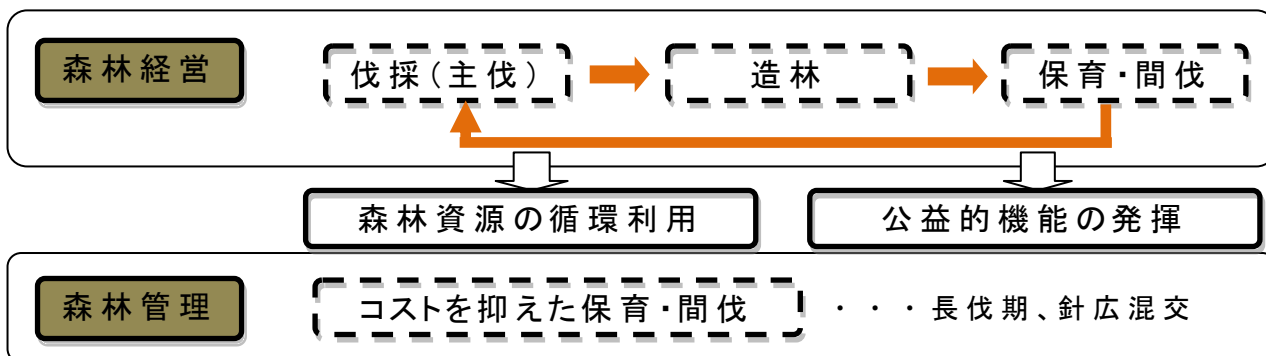 森林経営
伐採(主伐)
造林
保育・間伐
森林資源の循環利用
公益的機能の発揮
森林管理
コストを抑えた保育・間伐
・・・長伐期、針広混交